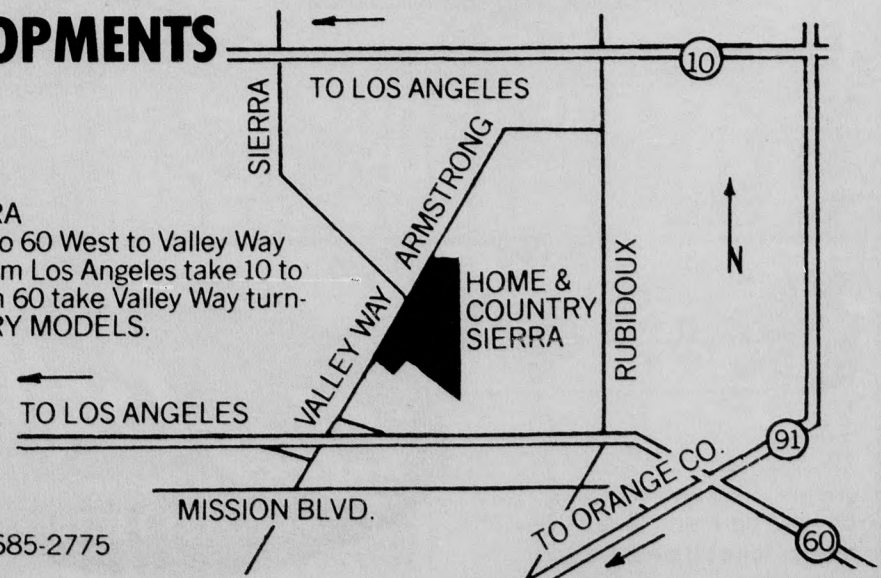 OPMENTS
10
TO LOS ANGELES
SIERRA
ARMSTRONG
RA
o 60 West to Valley Way
m Los Angeles take 10 to
60 take Valley Way turn-
RY MODELS.
N
HOME &
COUNTRY
SIERRA
RUBIDOUX
VALLEY WAY
TO LOS ANGELES
91
TO ORANGE CO.
MISSION BLVD.
60
685-2775